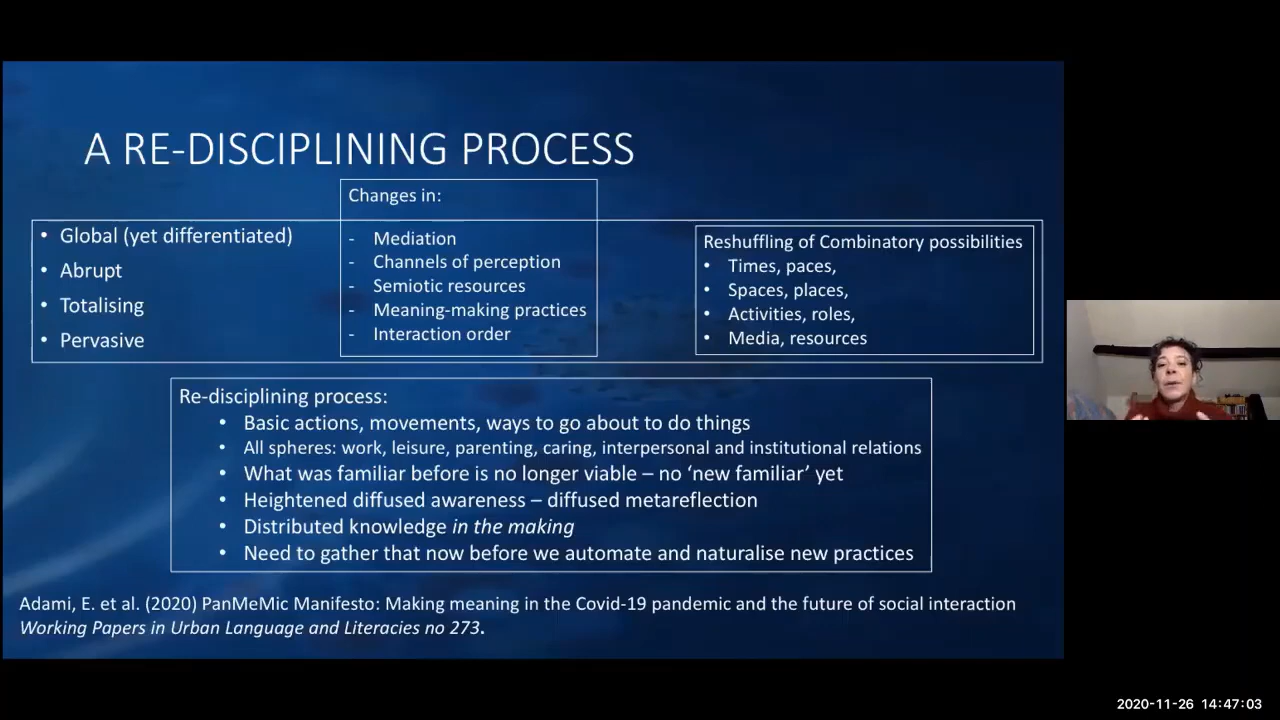 A RE-DISCIPLINING PROCESS
Changes in:
• Global (yet differentiated)
• Abrupt
• Totalising
• Pervasive
- Mediation
- Channels of perception
- Semiotic resources
- Meaning-making practices
- Interaction order
Reshuffling of Combinatory possibilities
• Times, paces,
• Spaces, places,
• Activities, roles,
• Media, resources
Re-disciplining process:
• Basic actions, movements, ways to go about to do things
• All spheres: work, leisure, parenting, caring, interpersonal and institutional relations
• What was familiar before is no longer viable – no ‘new familiar’ yet
• Heightened diffused awareness – diffused metareflection
• Distributed knowledge in the making
• Need to gather that now before we automate and naturalise new practices
Adami, E. et al. (2020) PanMeMic Manifesto: Making meaning in the Covid-19 pandemic and the future of social interaction
Working Papers in Urban Language and Literacies no 273.
2020-11-26 14:47:03